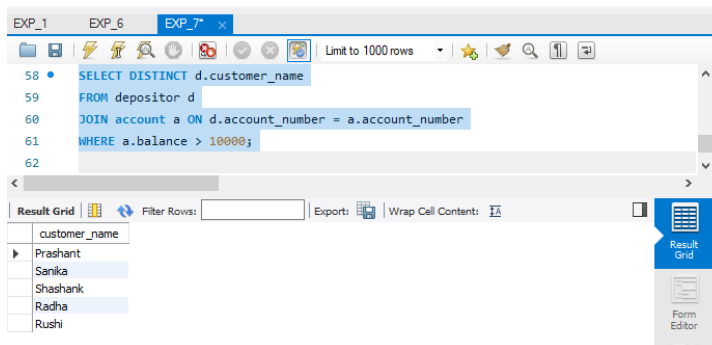 EXP_1 EXP_6 EXP_7* ×
Limit to 1000 rows
58 SELECT DISTINCT d.customer_name
59 FROM depositor d
60 JOIN account a ON d.account_number = a.account_number
61 WHERE a.balance > 10000;
62
Result Grid Filter Rows: Export: Wrap Cell Content: IA
customer_name
Prashant
Sanika
Shashank
Radha
Rushi
Result
Grid
Form
Editor